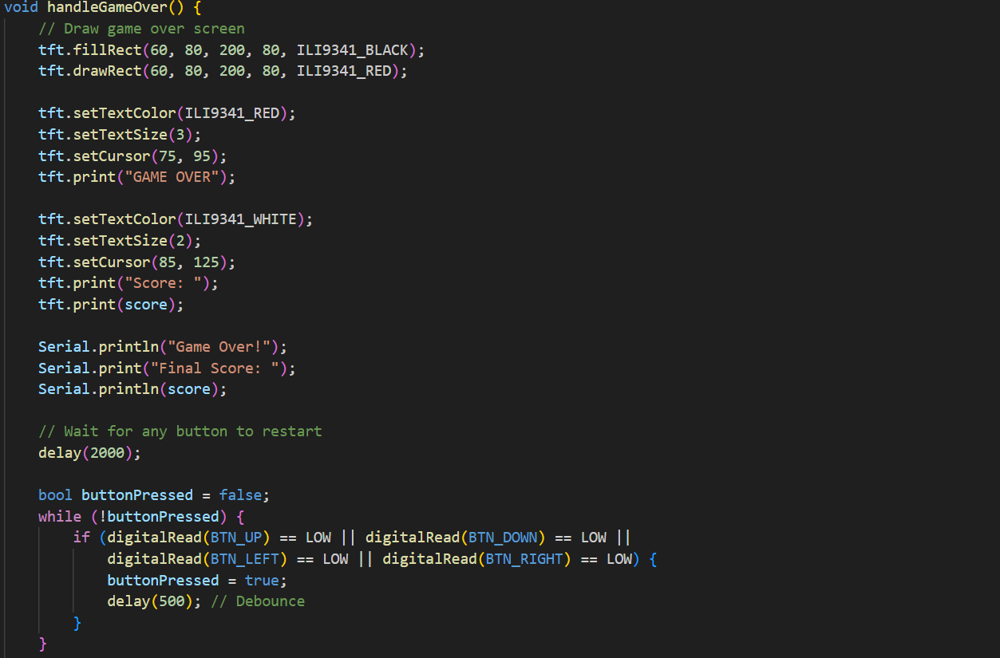 void handleGameOver() {
    // Draw game over screen
    tft.fillRect(60, 80, 200, 80, ILI9341_BLACK);
    tft.drawRect(60, 80, 200, 80, ILI9341_RED);

    tft.setTextColor(ILI9341_RED);
    tft.setTextSize(3);
    tft.setCursor(75, 95);
    tft.print("GAME OVER");

    tft.setTextColor(ILI9341_WHITE);
    tft.setTextSize(2);
    tft.setCursor(85, 125);
    tft.print("Score: ");
    tft.print(score);

    Serial.println("Game Over!");
    Serial.print("Final Score: ");
    Serial.println(score);

    // Wait for any button to restart
    delay(2000);

    bool buttonPressed = false;
    while (!buttonPressed) {
        if (digitalRead(BTN_UP) == LOW || digitalRead(BTN_DOWN) == LOW ||
            digitalRead(BTN_LEFT) == LOW || digitalRead(BTN_RIGHT) == LOW) {
            buttonPressed = true;
            delay(500); // Debounce
        }
    }